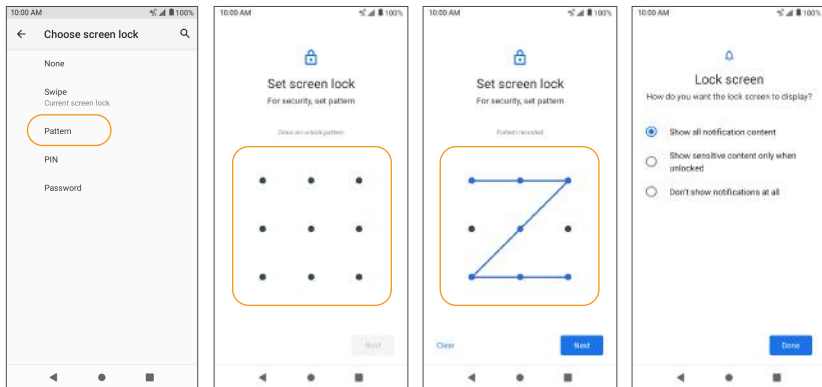 10:00 AM 100%
Choose screen lock
None
Swipe
Current screen lock
Pattern
PIN
Password
10:00 AM 100%
Set screen lock
For security, set pattern
Draw an unlock pattern
Next
10:00 AM 100%
Set screen lock
For security, set pattern
Pattern recorded
Clear
Next
10:00 AM 100%
Lock screen
How do you want the lock screen to display?
Show all notification content
Show sensitive content only when
unlocked
Don't show notifications at all
Done